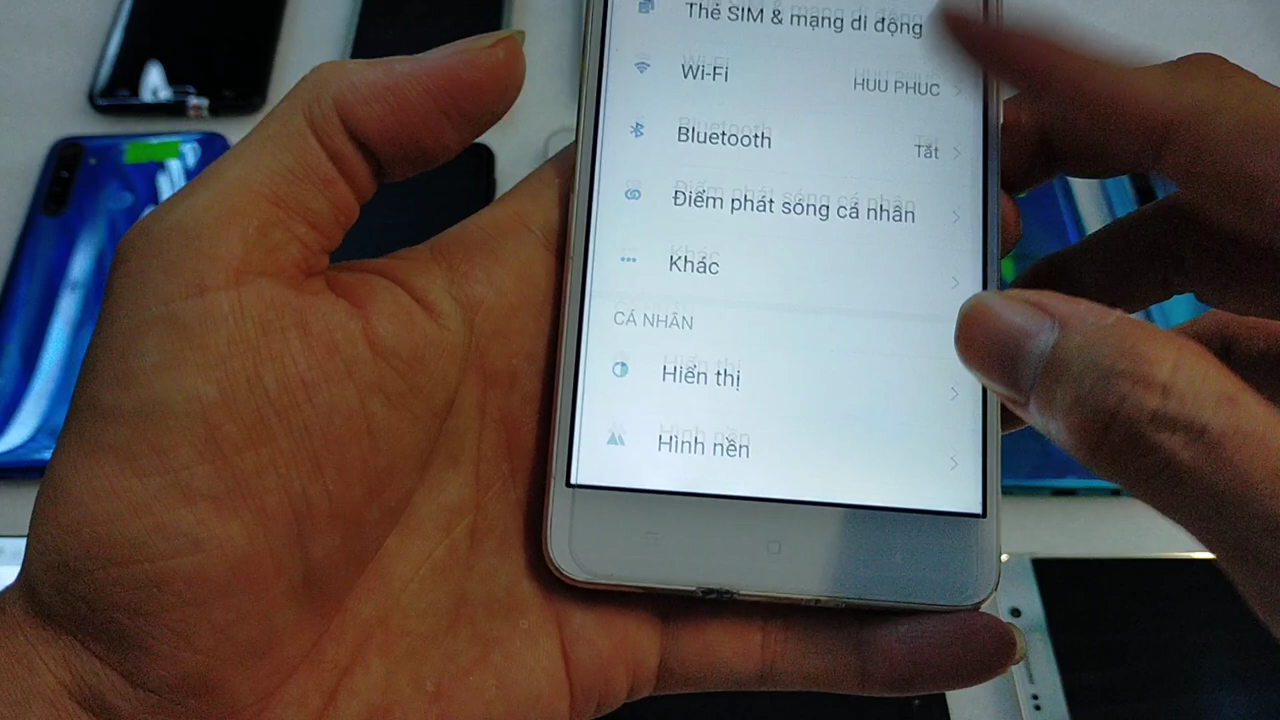 Thẻ SIM & mạng di động
Wi-Fi HUU PHUC
Bluetooth Tắt
Điểm phát sóng cá nhân
Khác
CÁ NHÂN
Hiển thị
Hình nền